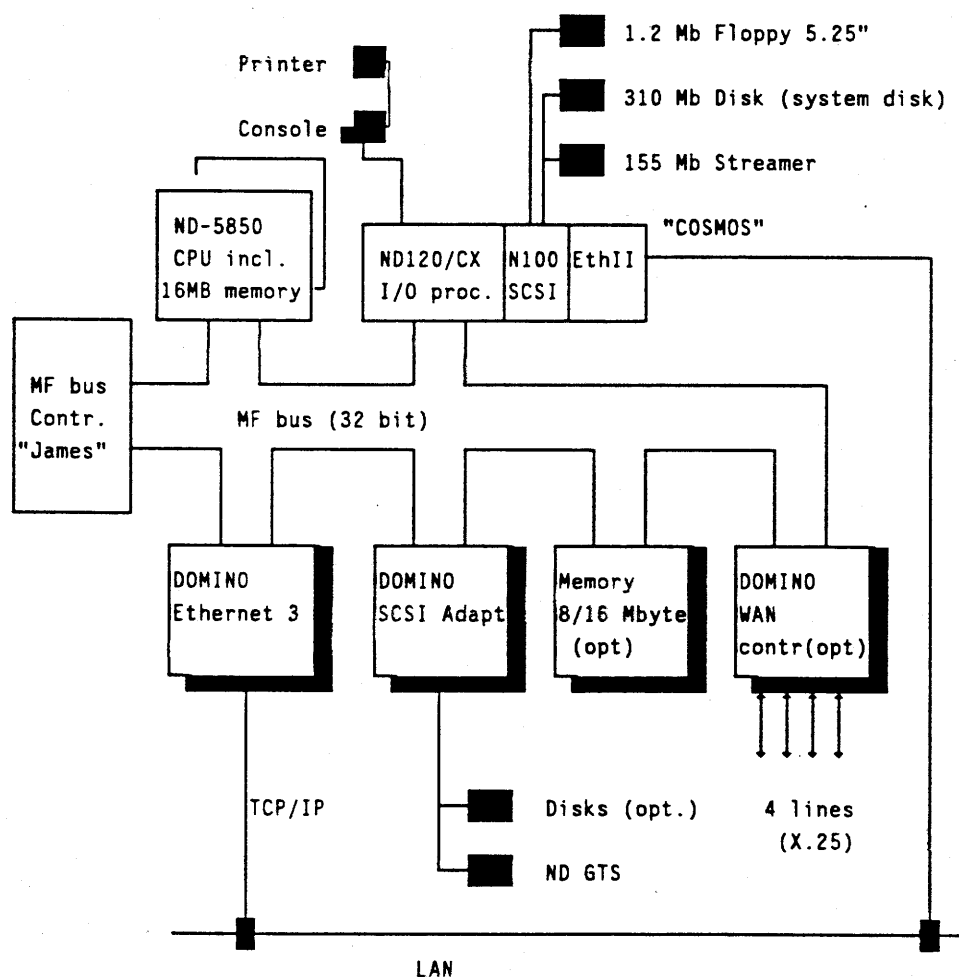 1.2 Mb Floppy 5.25"
Printer
310 Mb Disk (system disk)
Console
155 Mb Streamer
ND-5850
CPU incl.
16MB memory
"COSMOS"
ND120/CX
I/O proc.
N100
SCSI
EthII
MF bus
Contr.
"James"
MF bus (32 bit)
DOMINO
Ethernet 3
DOMINO
SCSI Adapt
Memory
8/16 Mbyte
(opt)
DOMINO
WAN
contr(opt)
TCP/IP
Disks (opt.)
ND GTS
4 lines
(X.25)
LAN